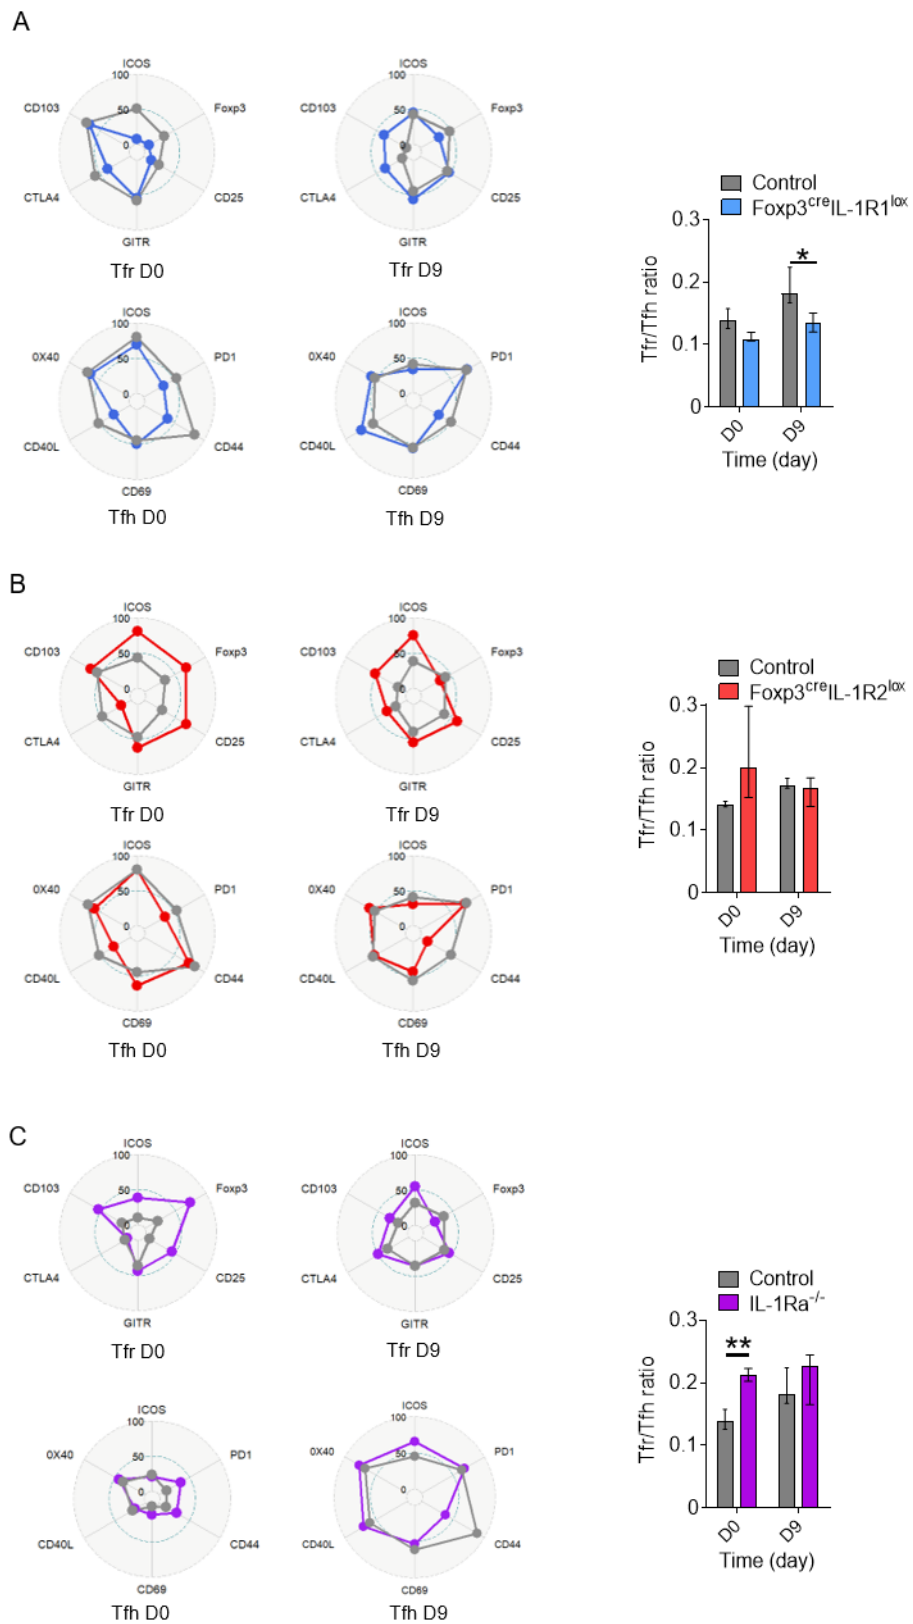 A
ICOS
100
50
0
CD103
Foxp3
CTLA4
CD25
GITR
Tfr D0
ICOS
100
50
0
Foxp3
CD25
GITR
Tfr D9
Control
Foxp3creIL-1R1lox
0.3
0.2
0.1
0
*
Tfr/Tfh ratio
D0
D9
Time (day)
ICOS
100
50
0
0X40
PD1
CD40L
CD44
CD69
Tfh D0
ICOS
100
50
0
0X40
PD1
CD40L
CD44
CD69
Tfh D9
B
ICOS
100
50
0
CD103
Foxp3
CTLA4
CD25
GITR
Tfr D0
ICOS
100
50
0
CD103
Foxp3
CTLA4
CD25
GITR
Tfr D9
Control
Foxp3creIL-1R2lox
0.3
0.2
0.1
0
Tfr/Tfh ratio
D0
D9
Time (day)
ICOS
100
50
0
0X40
PD1
CD40L
CD44
CD69
Tfh D0
ICOS
100
50
0
0X40
PD1
CD40L
CD44
CD69
Tfh D9
C
ICOS
100
50
0
CD103
Foxp3
CTLA4
CD25
GITR
Tfr D0
ICOS
100
50
0
CD103
Foxp3
CTLA4
CD25
GITR
Tfr D9
Control
IL-1Ra-/-
0.3
0.2
0.1
0
**
Tfr/Tfh ratio
D0
D9
Time (day)
ICOS
100
50
0
0X40
PD1
CD40L
CD44
CD69
Tfh D0
ICOS
100
50
0
0X40
PD1
CD40L
CD44
CD69
Tfh D9